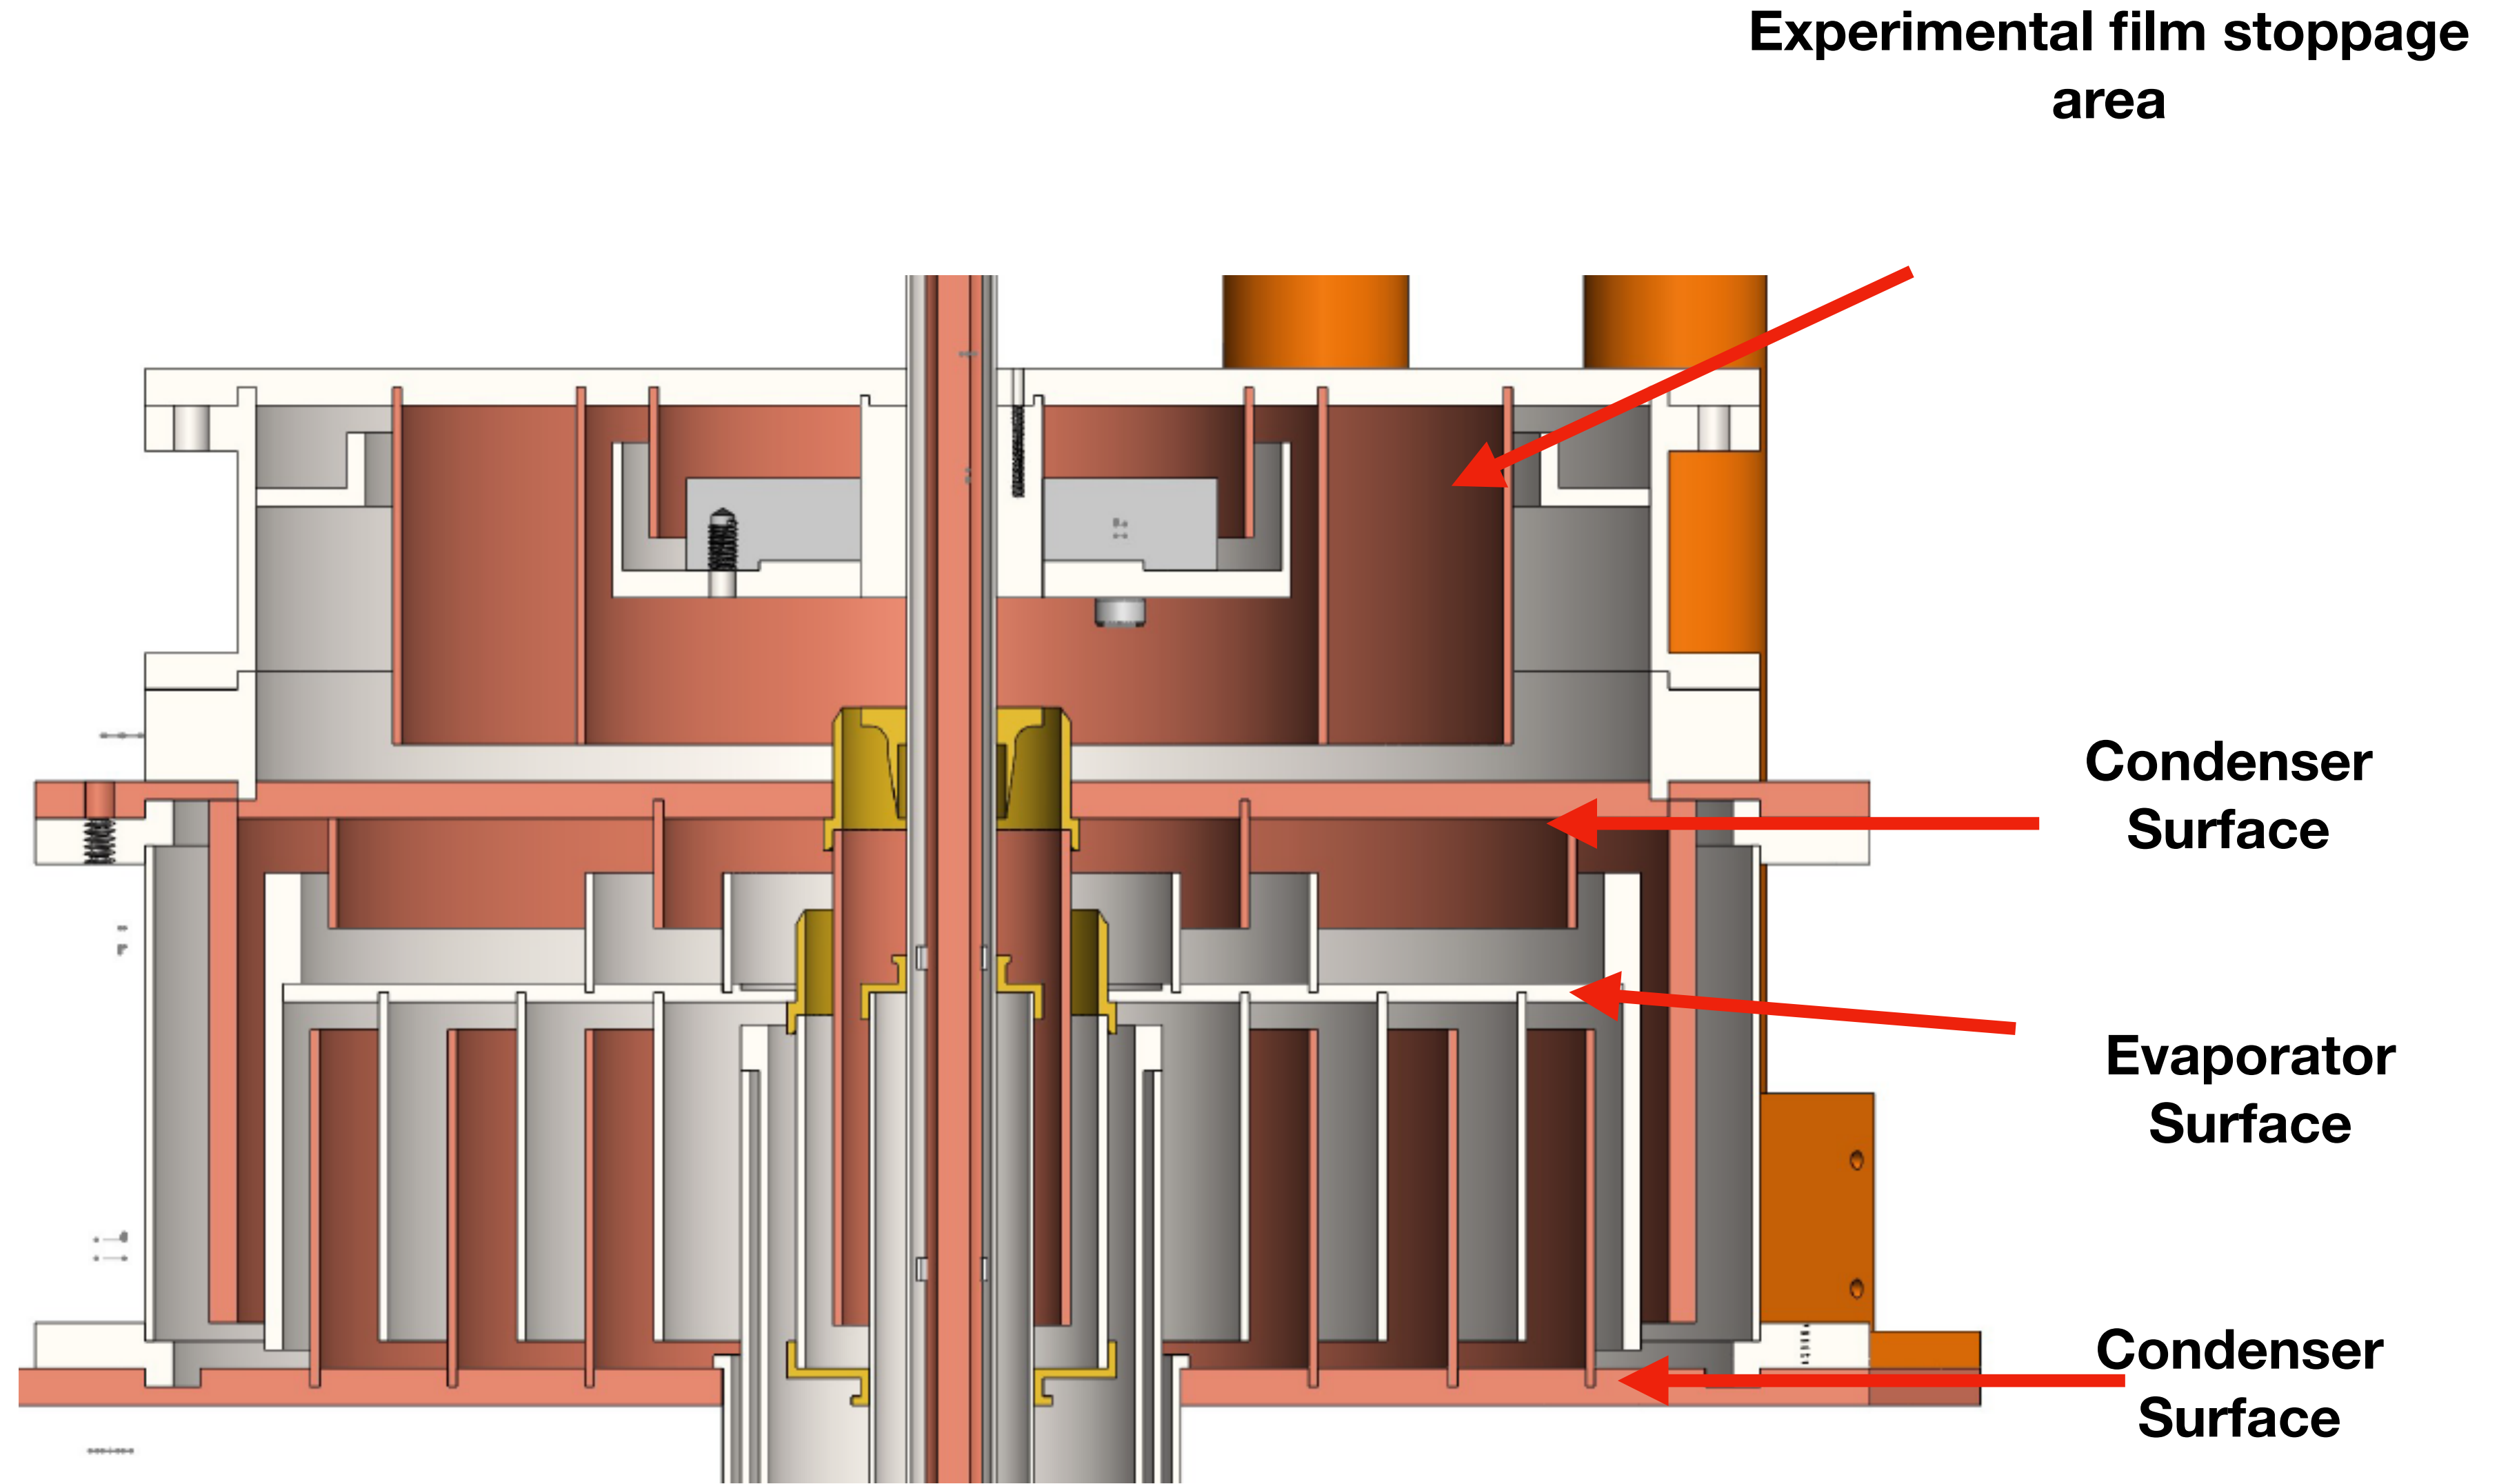 Experimental film stoppage
area
Condenser
Surface
Evaporator
Surface
Condenser
Surface